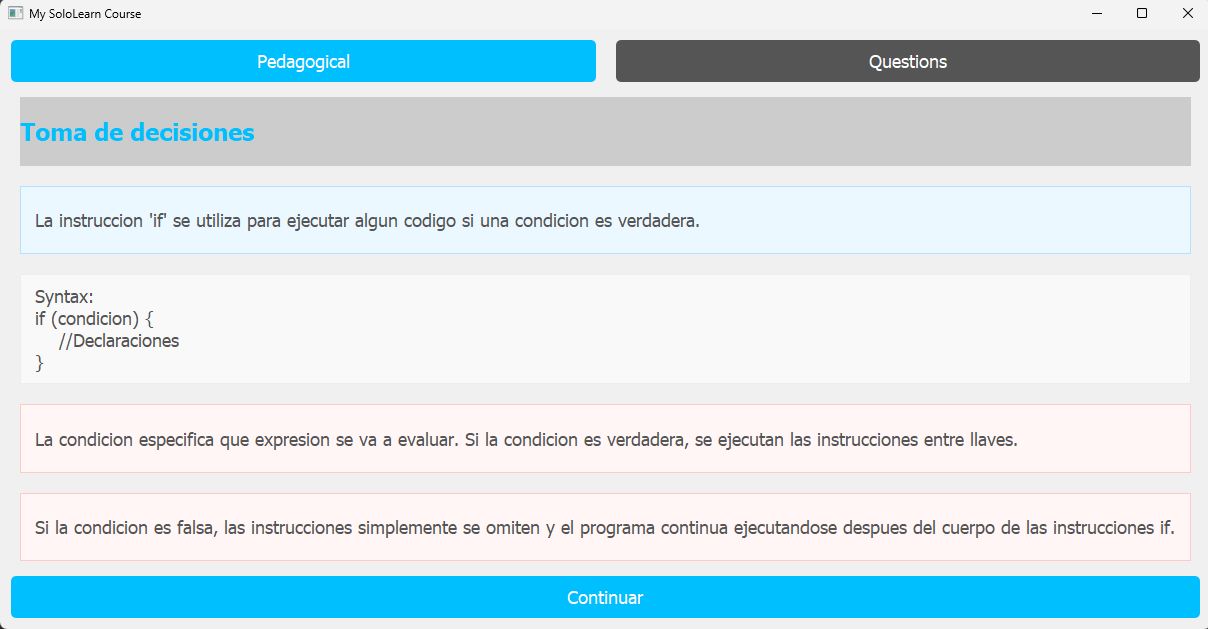 My SoloLearn Course
Pedagogical
Questions
Toma de decisiones
La instruccion 'if' se utiliza para ejecutar algun codigo si una condicion es verdadera.
Syntax:
if (condicion) {
//Declaraciones
}
La condicion especifica que expresion se va a evaluar. Si la condicion es verdadera, se ejecutan las instrucciones entre llaves.
Si la condicion es falsa, las instrucciones simplemente se omiten y el programa continua ejecutandose despues del cuerpo de las instrucciones if.
Continuar